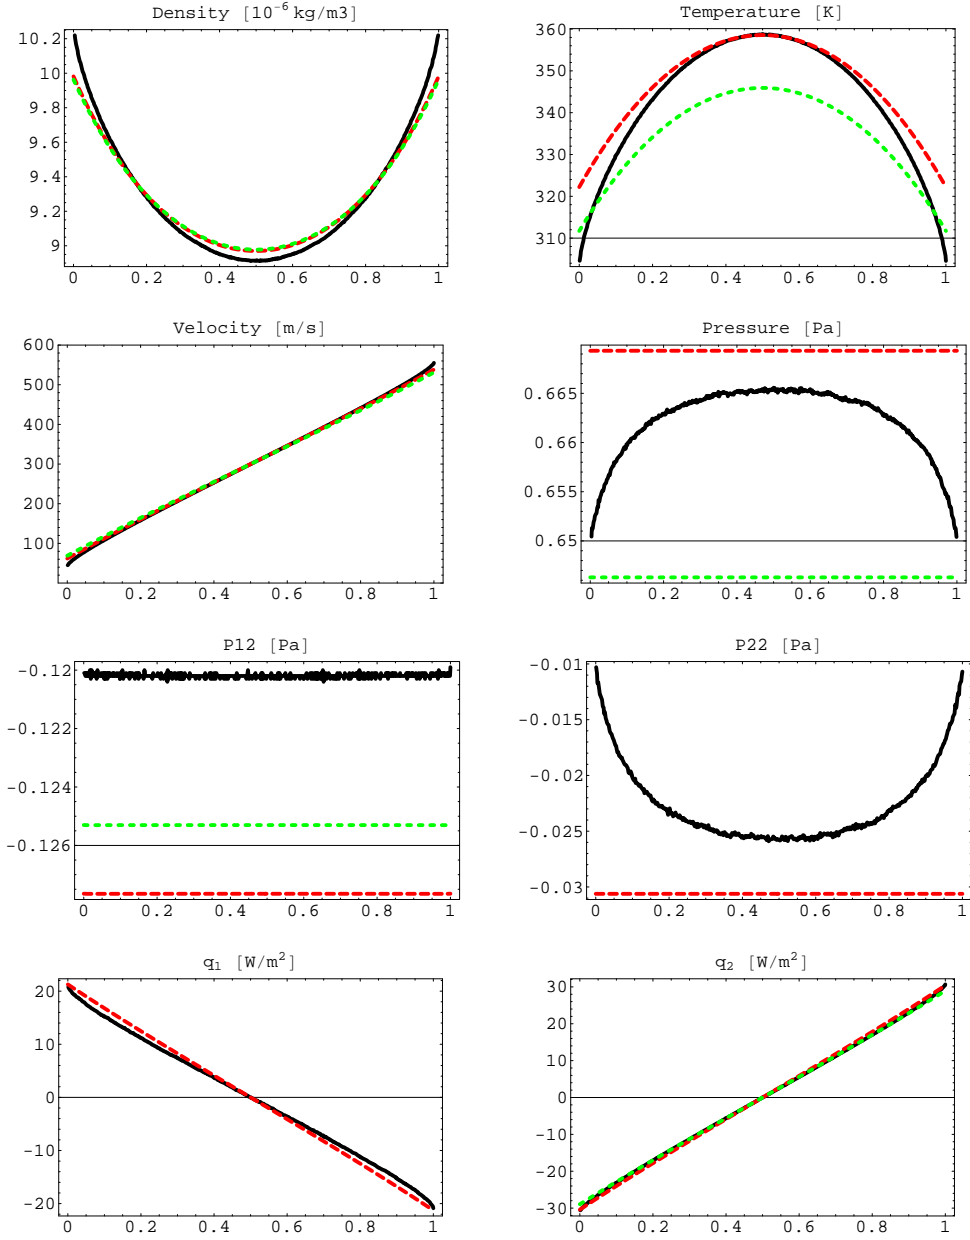 Density [10⁻⁶ kg/m3]
10.2
10
9.8
9.6
9.4
9.2
9
0 0.2 0.4 0.6 0.8 1
Temperature [K]
360
350
340
330
320
310
0 0.2 0.4 0.6 0.8 1
Velocity [m/s]
600
500
400
300
200
100
0 0.2 0.4 0.6 0.8 1
Pressure [Pa]
0.665
0.66
0.655
0.65
0 0.2 0.4 0.6 0.8 1
P12 [Pa]
-0.12
-0.122
-0.124
-0.126
0 0.2 0.4 0.6 0.8 1
P22 [Pa]
-0.01
-0.015
-0.02
-0.025
-0.03
0 0.2 0.4 0.6 0.8 1
q₁ [W/m²]
20
10
0
-10
-20
0 0.2 0.4 0.6 0.8 1
q₂ [W/m²]
30
20
10
0
-10
-20
-30
0 0.2 0.4 0.6 0.8 1